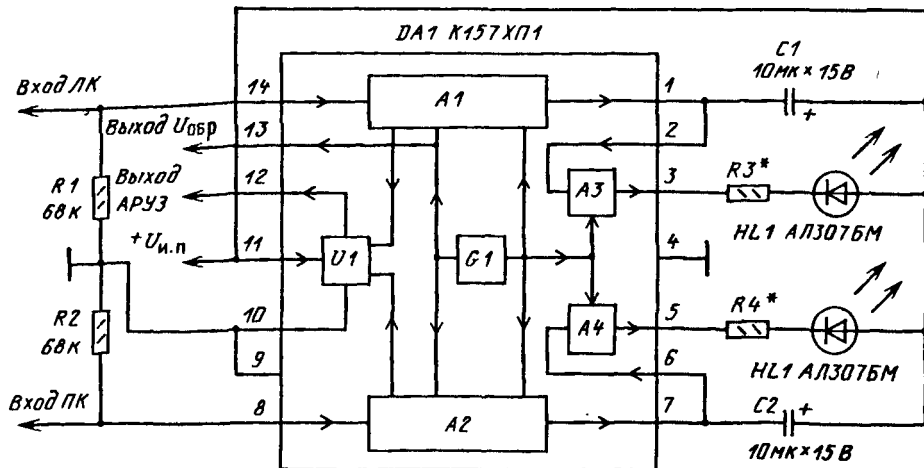 DA1 К157ХП1
C1
10мк×15В
+
Вход ЛК
14
A1
1
Выход Uобр
13
2
R1
68к
Выход
АРУЗ
12
A3
3
R3*
HL1 АЛ307БМ
+Uи.п
11
U1
G1
4
R2
68к
10
9
A4
5
R4*
HL1 АЛ307БМ
6
Вход ПК
8
A2
7
C2
+
10мк×15В